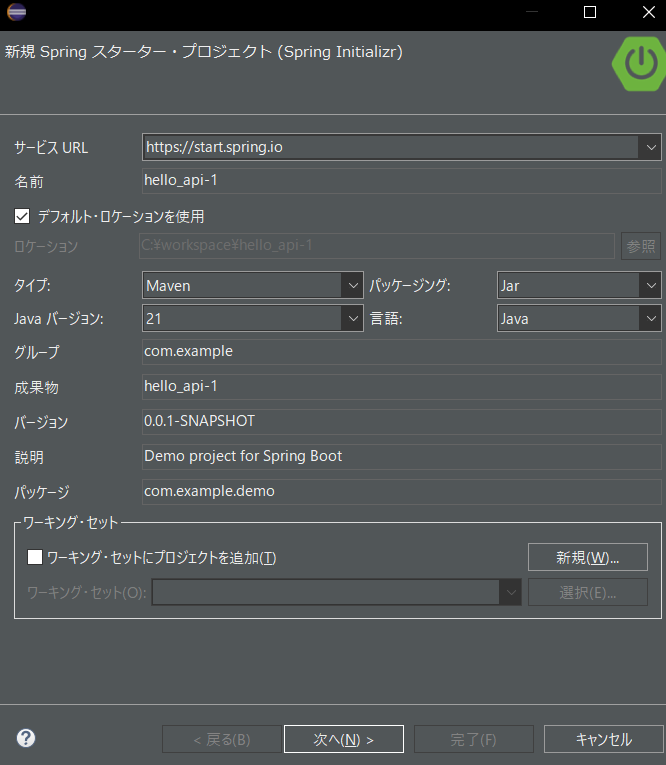 新規 Spring スターター・プロジェクト (Spring Initializr)
サービス URL https://start.spring.io
名前 hello_api-1
デフォルト・ロケーションを使用
ロケーション C:¥workspace¥hello_api-1 参照
タイプ: Maven パッケージング: Jar
Java バージョン: 21 言語: Java
グループ com.example
成果物 hello_api-1
バージョン 0.0.1-SNAPSHOT
説明 Demo project for Spring Boot
パッケージ com.example.demo
ワーキング・セット
ワーキング・セットにプロジェクトを追加(T) 新規(W)...
ワーキング・セット(O): 選択(E)...
? < 戻る(B) 次へ(N) > 完了(F) キャンセル